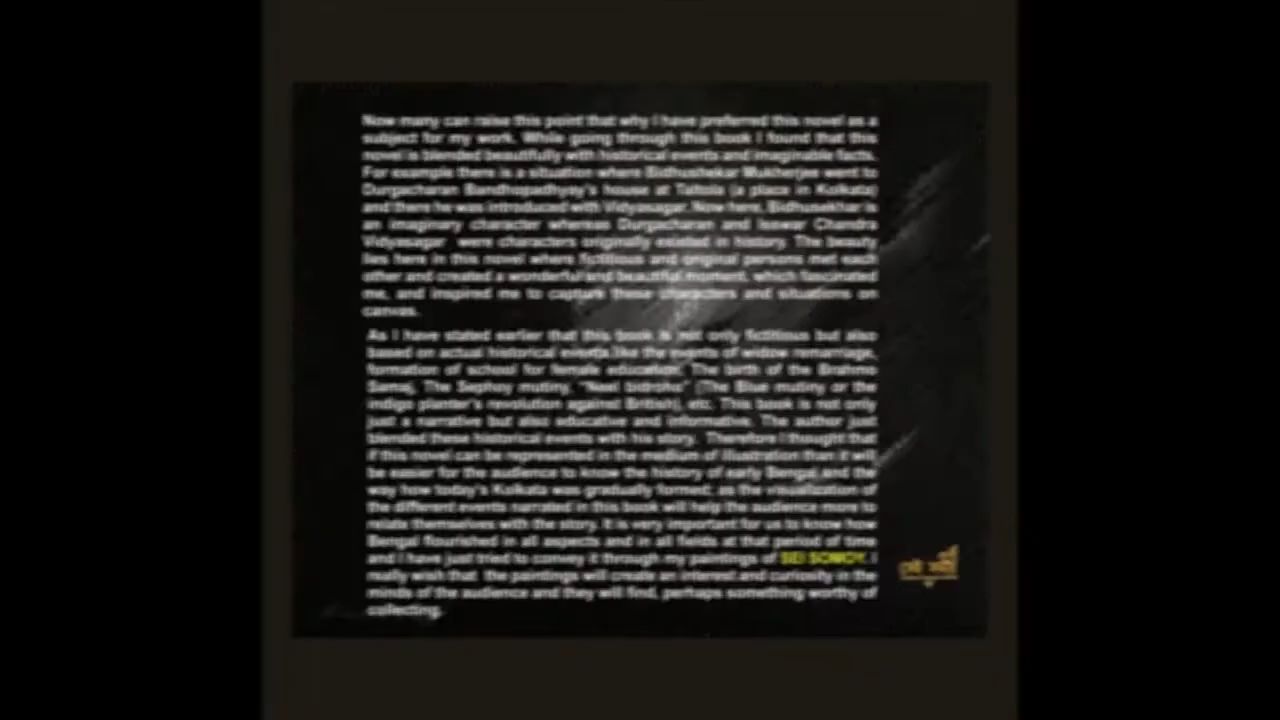 Now many can raise this point that why I have preferred this novel as a
subject for my work. While going through this book I found that this
novel is blended beautifully with historical events and imaginable facts.
For example there is a situation where Bidhushekar Mukherjee went to
Durgacharan Bandhopadhyay's house at Taltola (a place in Kolkata)
and there he was introduced with Vidyasagar. Now here, Bidhusekhar is
an imaginary character whereas Durgacharan and Iswar Chandra
Vidyasagar were characters originally existed in history. The beauty
lies here in this novel where fictitious and original persons met each
other and created a wonderful and beautiful moment, which fascinated
me, and inspired me to capture these characters and situations on
canvas.
As I have stated earlier that this book is not only fictitious but also
based on actual historical events like the events of widow remarriage,
formation of school for female education, The birth of the Brahmo
Samaj, The Sephoy mutiny, "Neel bidroho" (The Blue mutiny or the
indigo planter's revolution against British), etc. This book is not only
just a narrative but also educative and informative. The author just
blended these historical events with his story. Therefore I thought that
if this novel can be represented in the medium of illustration than it will
be easier for the audience to know the history of early Bengal and the
way how today's Kolkata was gradually formed, as the visualization of
the different events narrated in this book will help the audience more to
relate themselves with the story. It is very important for us to know how
Bengal flourished in all aspects and in all fields at that period of time
and I have just tried to convey it through my paintings of SEI SOMOY. I
really wish that the paintings will create an interest and curiosity in the
minds of the audience and they will find, perhaps something worthy of
collecting.